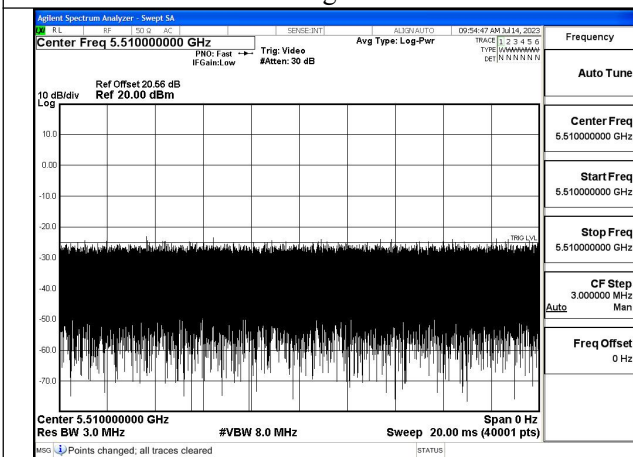 Agilent Spectrum Analyzer - Swept SA
RL RF 50 Ω AC SENSE:INT ALIGNAUTO 09:54:47 AM Jul 14, 2023
Center Freq 5.510000000 GHz
PNO: Fast
IFGain:Low
Trig: Video
#Atten: 30 dB
Avg Type: Log-Pwr
TRACE 1 2 3 4 5 6
TYPE
DET N N N N N N
Ref Offset 20.56 dB
10 dB/div Ref 20.00 dBm
Log
10.0
0.00
-10.0
-20.0
TRIG LVL
-30.0
-40.0
-50.0
-60.0
-70.0
Center 5.510000000 GHz Span 0 Hz
Res BW 3.0 MHz #VBW 8.0 MHz Sweep 20.00 ms (40001 pts)
MSG Points changed; all traces cleared STATUS
Frequency
Auto Tune
Center Freq
5.510000000 GHz
Start Freq
5.510000000 GHz
Stop Freq
5.510000000 GHz
CF Step
3.000000 MHz
Auto Man
Freq Offset
0 Hz